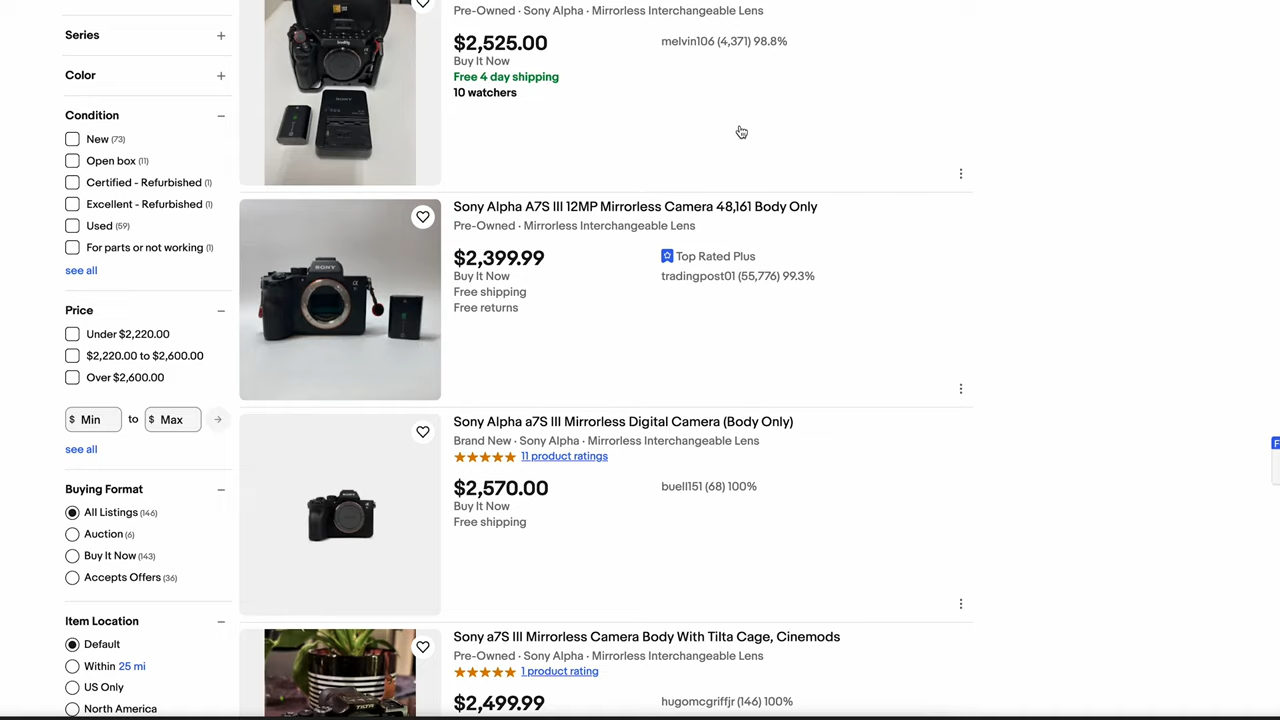 Series
Color
Condition
New (73)
Open box (11)
Certified - Refurbished (1)
Excellent - Refurbished (1)
Used (59)
For parts or not working (1)
see all
Price
Under $2,220.00
$2,220.00 to $2,600.00
Over $2,600.00
$ Min to $ Max
see all
Buying Format
All Listings (146)
Auction (6)
Buy It Now (143)
Accepts Offers (36)
Item Location
Default
Within 25 mi
US Only
North America
Pre-Owned · Sony Alpha · Mirrorless Interchangeable Lens
$2,525.00
melvin106 (4,371) 98.8%
Buy It Now
Free 4 day shipping
10 watchers
SONY
Sony Alpha A7S III 12MP Mirrorless Camera 48,161 Body Only
Pre-Owned · Mirrorless Interchangeable Lens
$2,399.99
Top Rated Plus
Buy It Now
tradingpost01 (55,776) 99.3%
Free shipping
Free returns
SONY
Sony Alpha a7S III Mirrorless Digital Camera (Body Only)
Brand New · Sony Alpha · Mirrorless Interchangeable Lens
11 product ratings
$2,570.00
buell151 (68) 100%
Buy It Now
Free shipping
SONY
Sony a7S III Mirrorless Camera Body With Tilta Cage, Cinemods
Pre-Owned · Sony Alpha · Mirrorless Interchangeable Lens
1 product rating
$2,499.99
hugomcgriffjr (146) 100%
TILTA
F